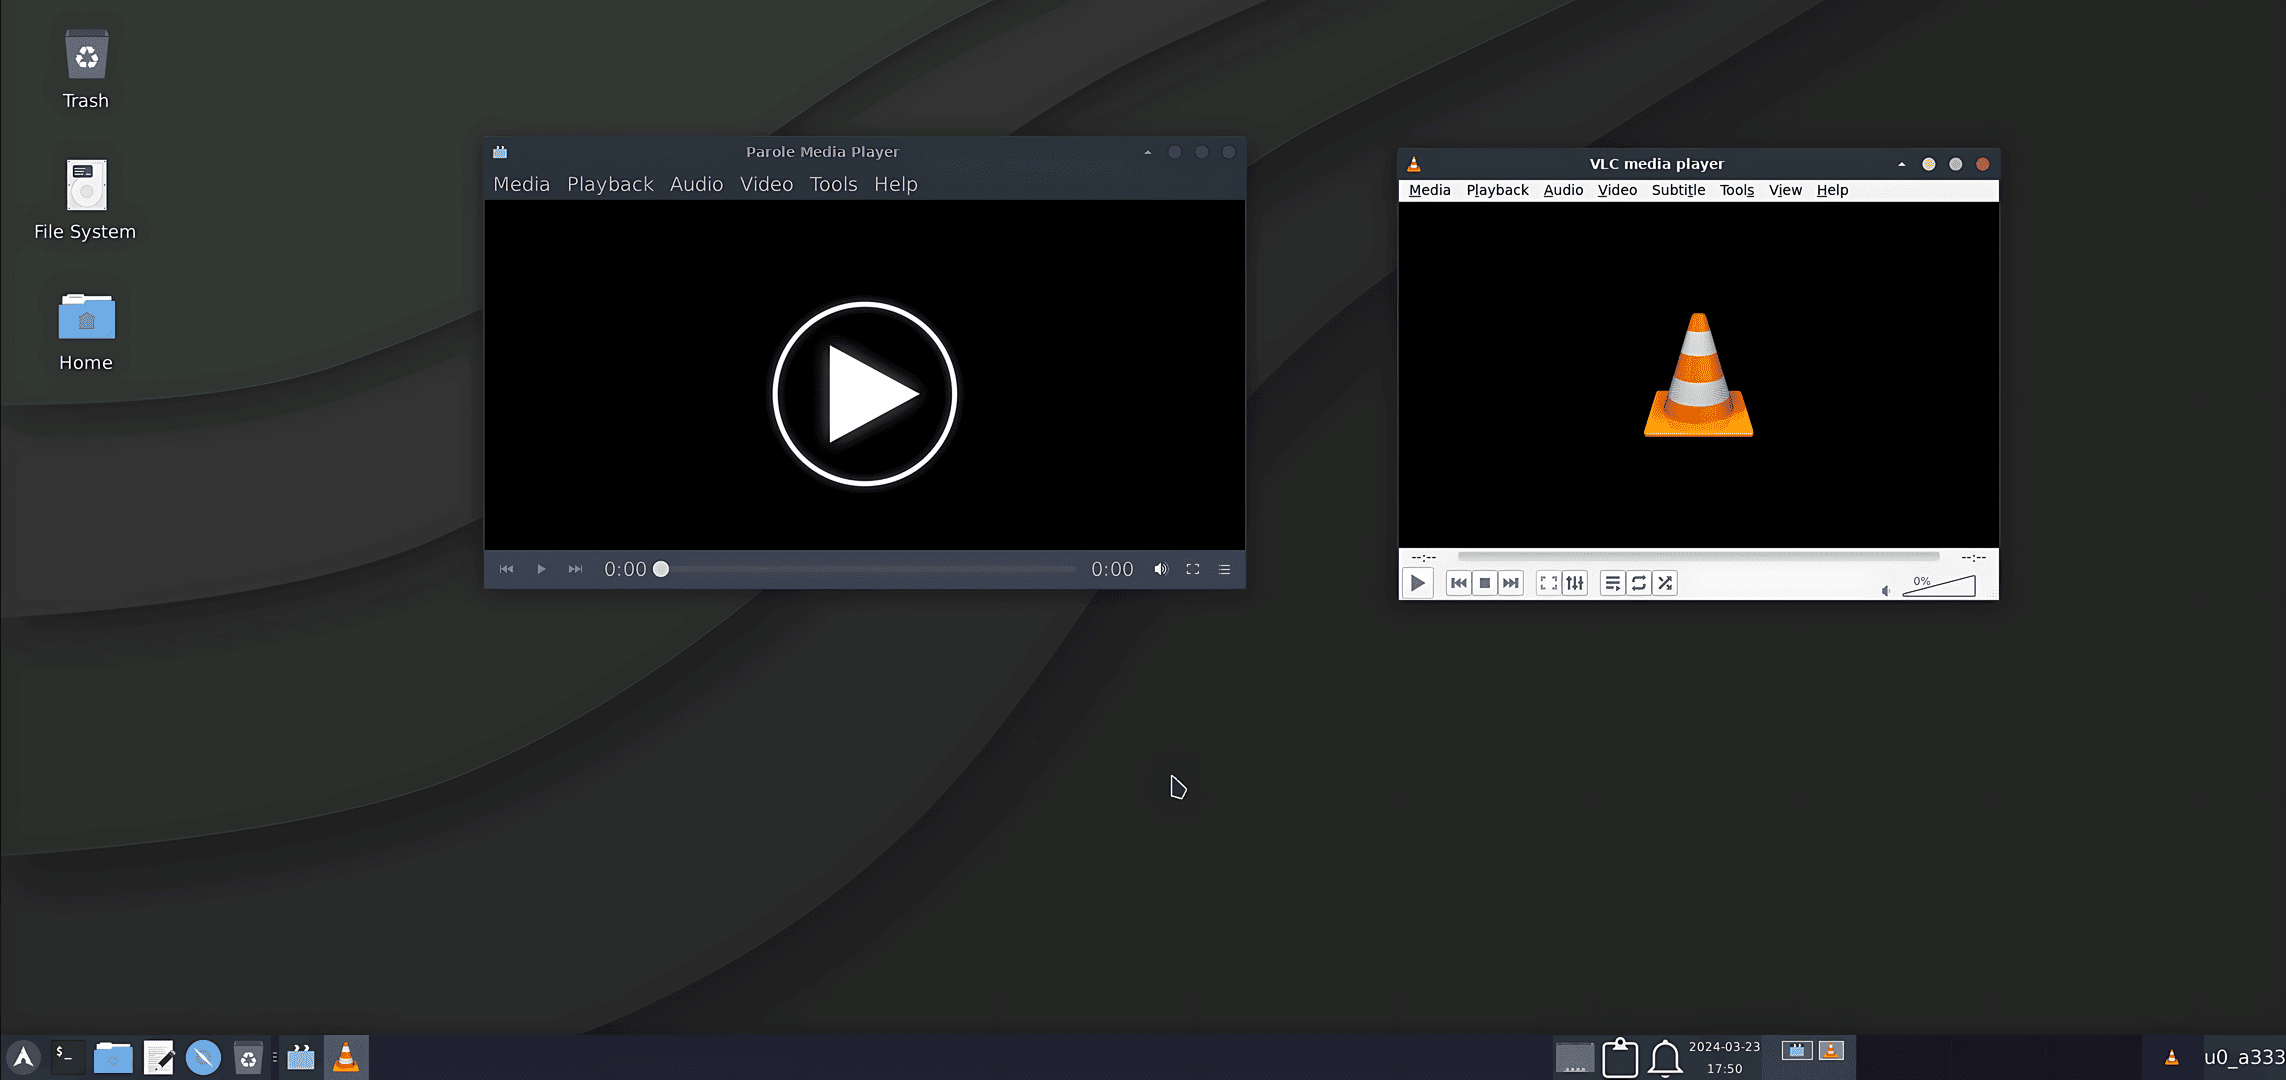 Trash
File System
Home
Parole Media Player
Media Playback Audio Video Tools Help
0:00 0:00
VLC media player
Media Playback Audio Video Subtitle Tools View Help
--:-- --:--
0%
$_
2024-03-23
17:50
u0_a333